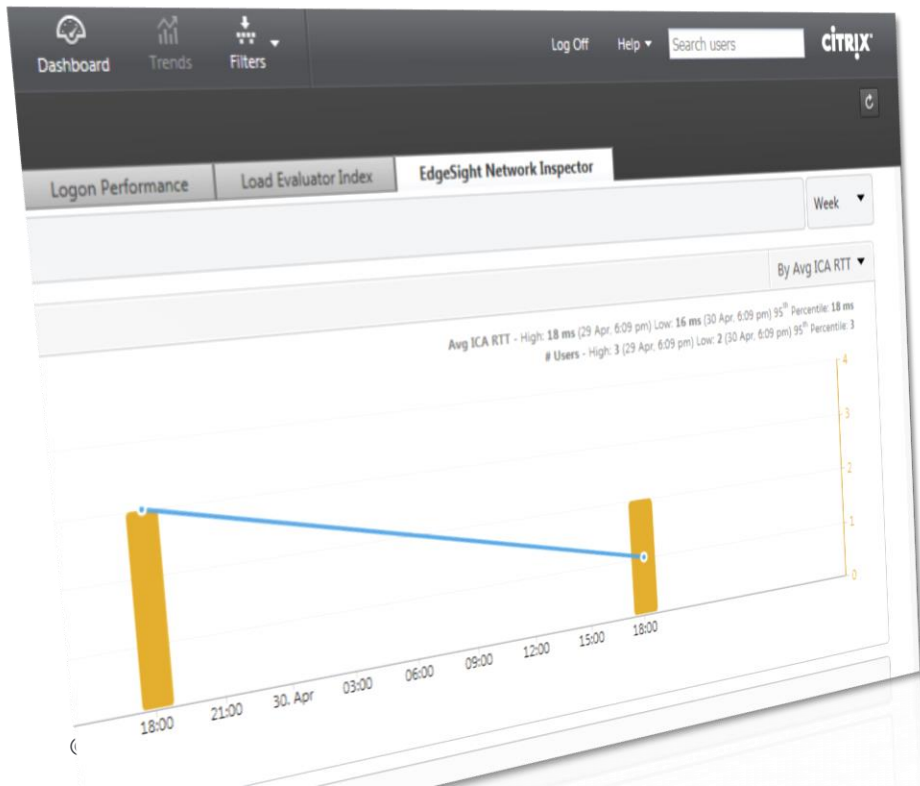 Dashboard
Trends
Filters
Log Off
Help
Search users
CİTRIX
Logon Performance
Load Evaluator Index
EdgeSight Network Inspector
Week
By Avg ICA RTT
Avg ICA RTT - High: 18 ms (29 Apr, 6:09 pm) Low: 16 ms (30 Apr, 6:09 pm) 95th Percentile: 18 ms
# Users - High: 3 (29 Apr, 6:09 pm) Low: 2 (30 Apr, 6:09 pm) 95th Percentile: 3
4
3
2
1
0
18:00
21:00
30. Apr
03:00
06:00
09:00
12:00
15:00
18:00